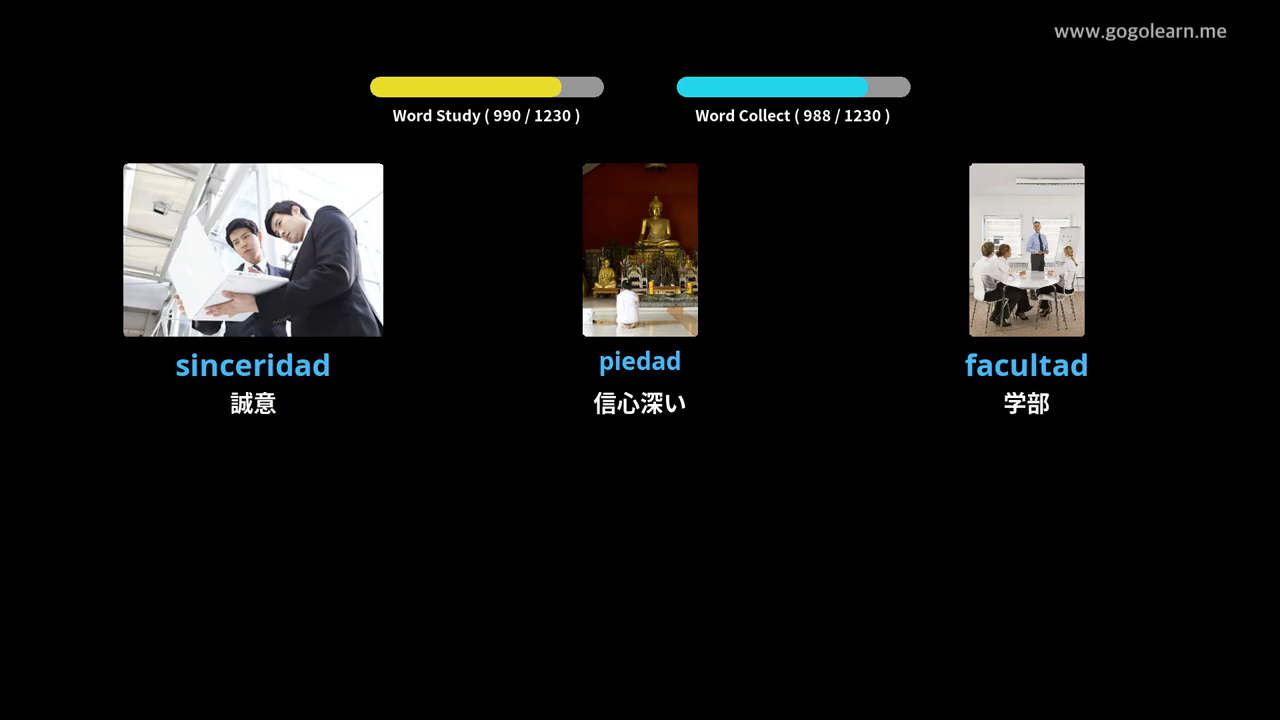 www.gogolearn.me
Word Study ( 990 / 1230 )
Word Collect ( 988 / 1230 )
sinceridad
誠意
piedad
信心深い
facultad
学部